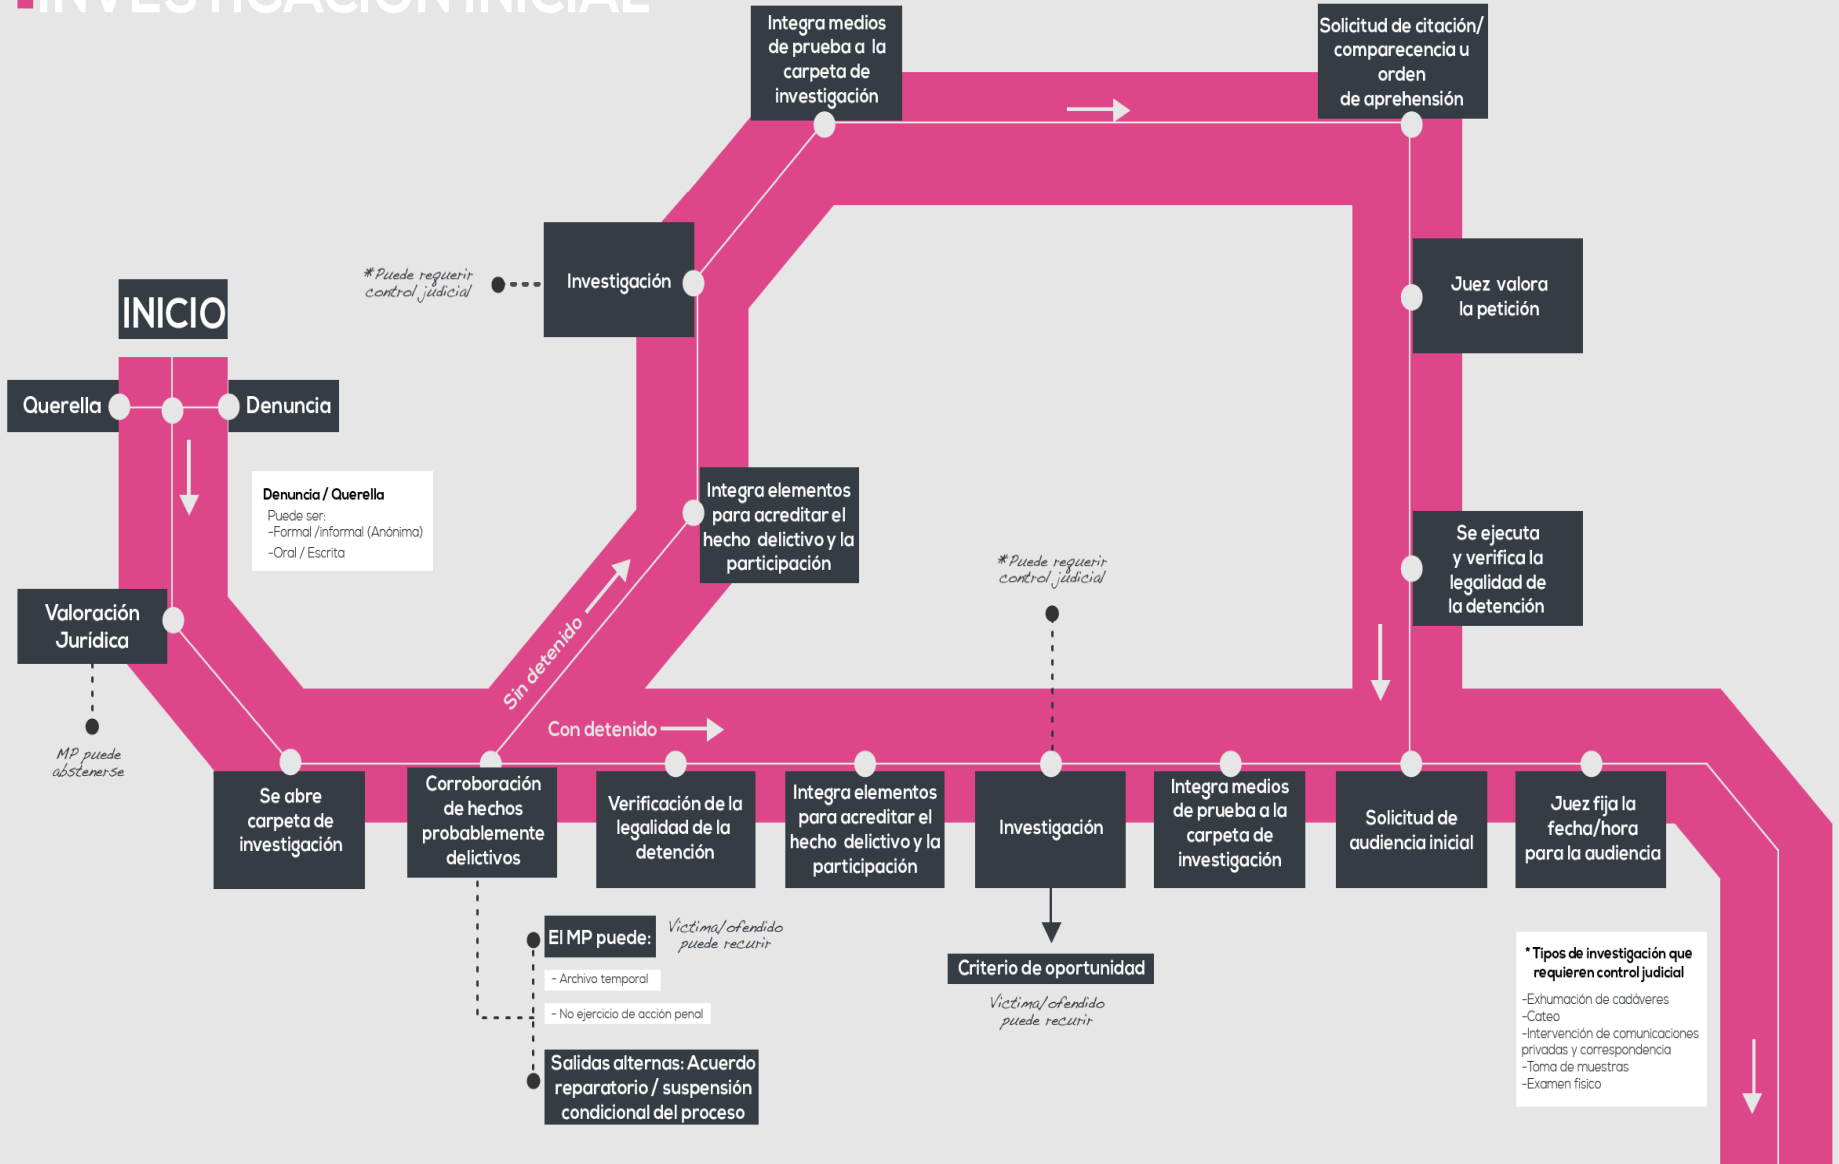 INVESTIGACIÓN INICIAL
Integra medios
de prueba a la
carpeta de
investigación
Solicitud de citación/
comparecencia u
orden
de aprehensión
*Puede requerir
control judicial
Investigación
Juez valora
la petición
INICIO
Querella
Denuncia
Denuncia / Querella
Puede ser:
-Formal /informal (Anónima)
-Oral / Escrita
Integra elementos
para acreditar el
hecho delictivo y la
participación
Se ejecuta
y verifica la
legalidad de
la detención
*Puede requerir
control judicial
Valoración
Jurídica
MP puede
abstenerse
Sin detenido
Con detenido
Se abre
carpeta de
investigación
Corroboración
de hechos
probablemente
delictivos
Verificación de la
legalidad de la
detención
Integra elementos
para acreditar el
hecho delictivo y la
participación
Investigación
Integra medios
de prueba a la
carpeta de
investigación
Solicitud de
audiencia inicial
Juez fija la
fecha/hora
para la audiencia
El MP puede:
Victima/ofendido
puede recurir
- Archivo temporal
- No ejercicio de acción penal
Salidas alternas: Acuerdo
reparatorio / suspensión
condicional del proceso
Criterio de oportunidad
Victima/ofendido
puede recurir
* Tipos de investigación que
requieren control judicial
-Exhumación de cadáveres
-Cateo
-Intervención de comunicaciones
privadas y correspondencia
-Toma de muestras
-Examen físico